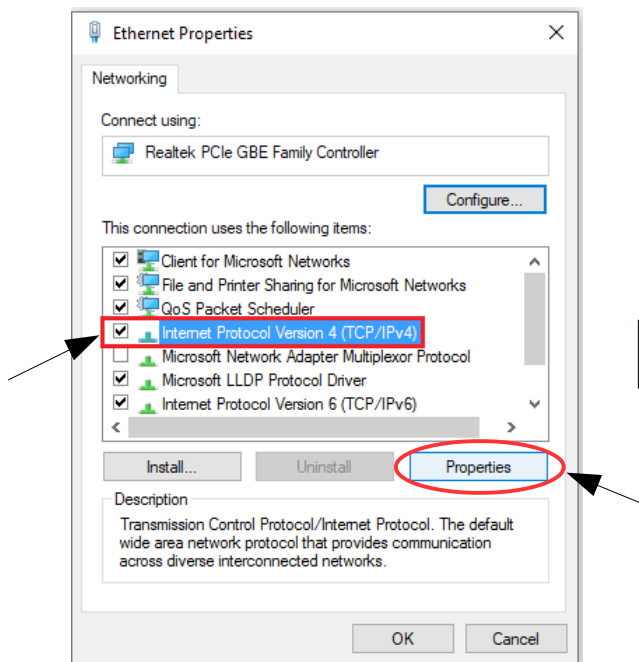 Ethernet Properties
Networking
Connect using:
Realtek PCIe GBE Family Controller
Configure...
This connection uses the following items:
Client for Microsoft Networks
File and Printer Sharing for Microsoft Networks
QoS Packet Scheduler
Internet Protocol Version 4 (TCP/IPv4)
Microsoft Network Adapter Multiplexor Protocol
Microsoft LLDP Protocol Driver
Internet Protocol Version 6 (TCP/IPv6)
Install... Uninstall Properties
Description
Transmission Control Protocol/Internet Protocol. The default
wide area network protocol that provides communication
across diverse interconnected networks.
OK Cancel